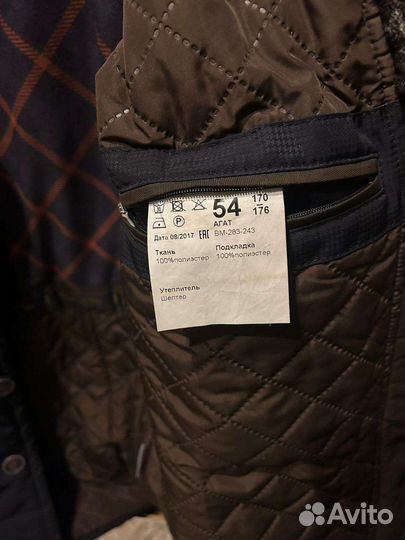 54 170
176
АГАТ
Дата 08/2017 EAC ВМ-283-243
Ткань Подкладка
100%полиэстер 100%полиэстер
Утеплитель
Шелтер
Avito